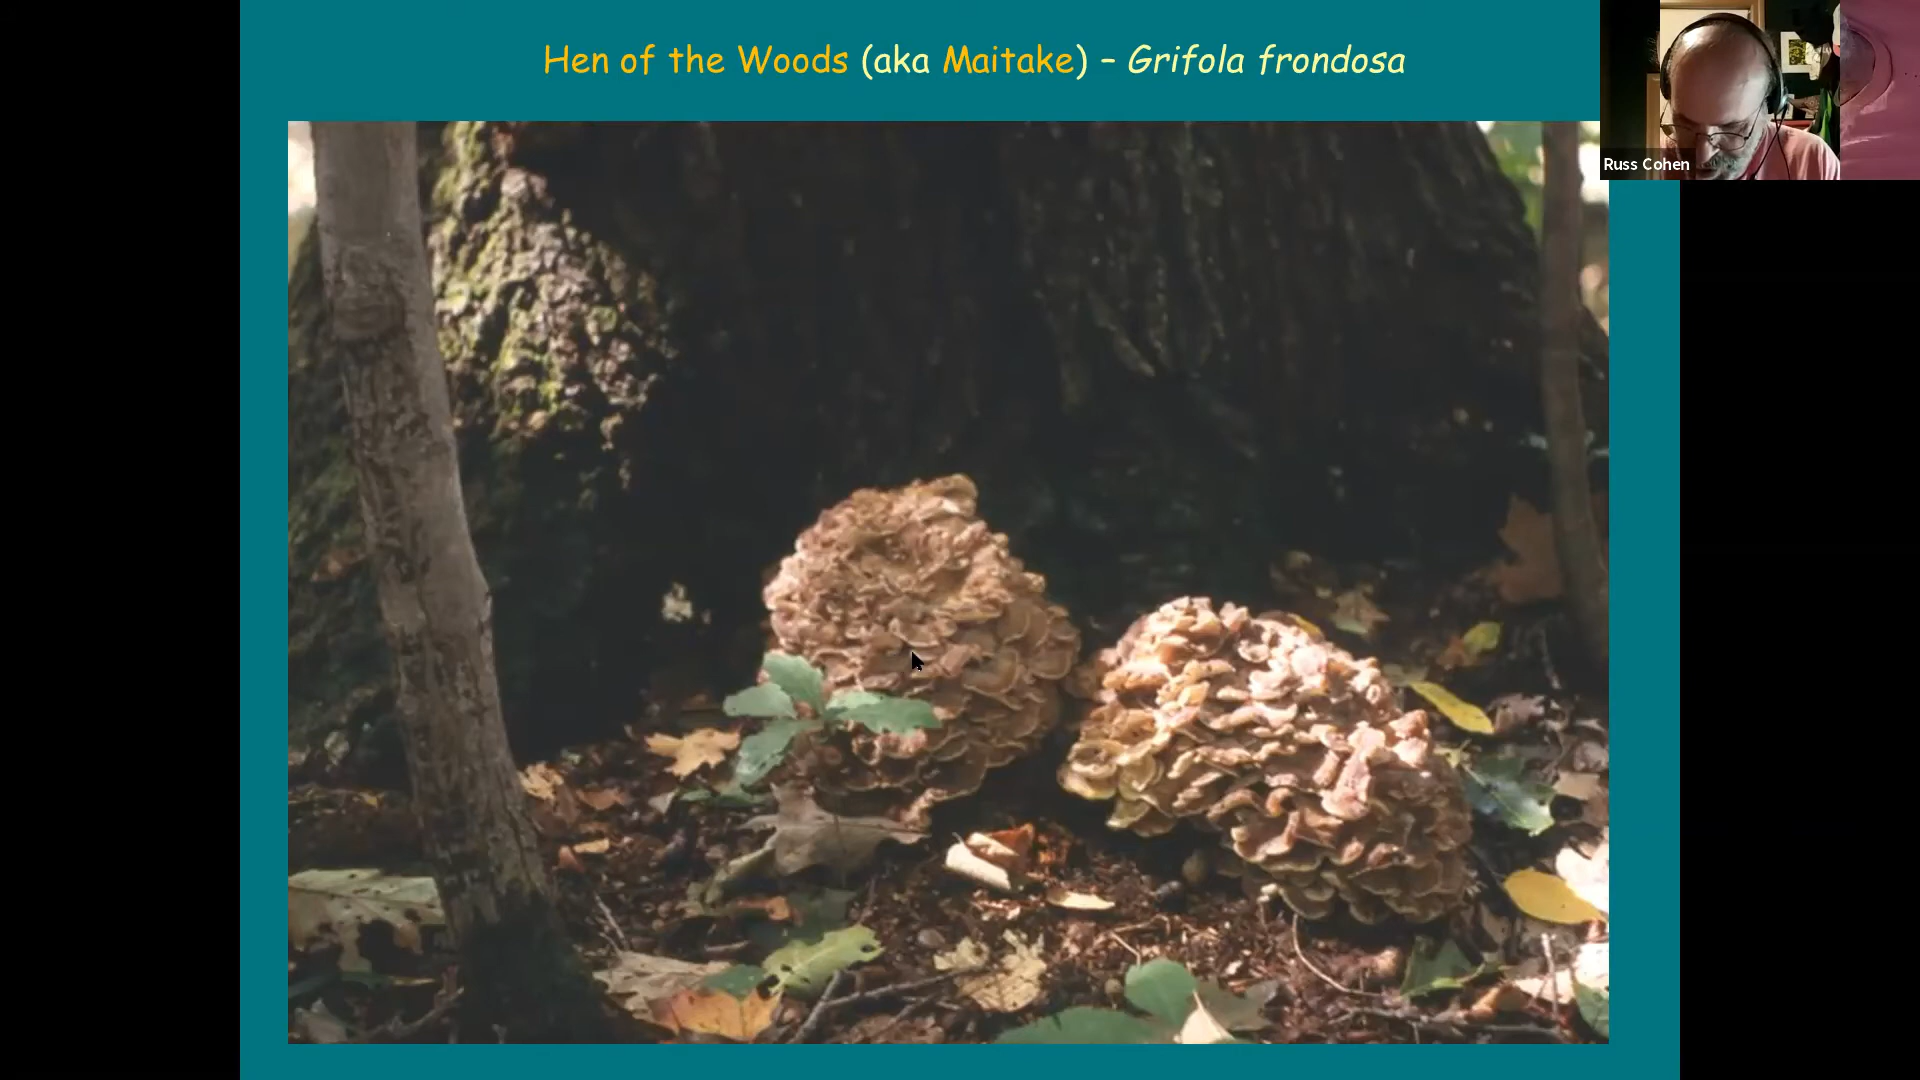 Hen of the Woods (aka Maitake) – Grifola frondosa
Russ Cohen